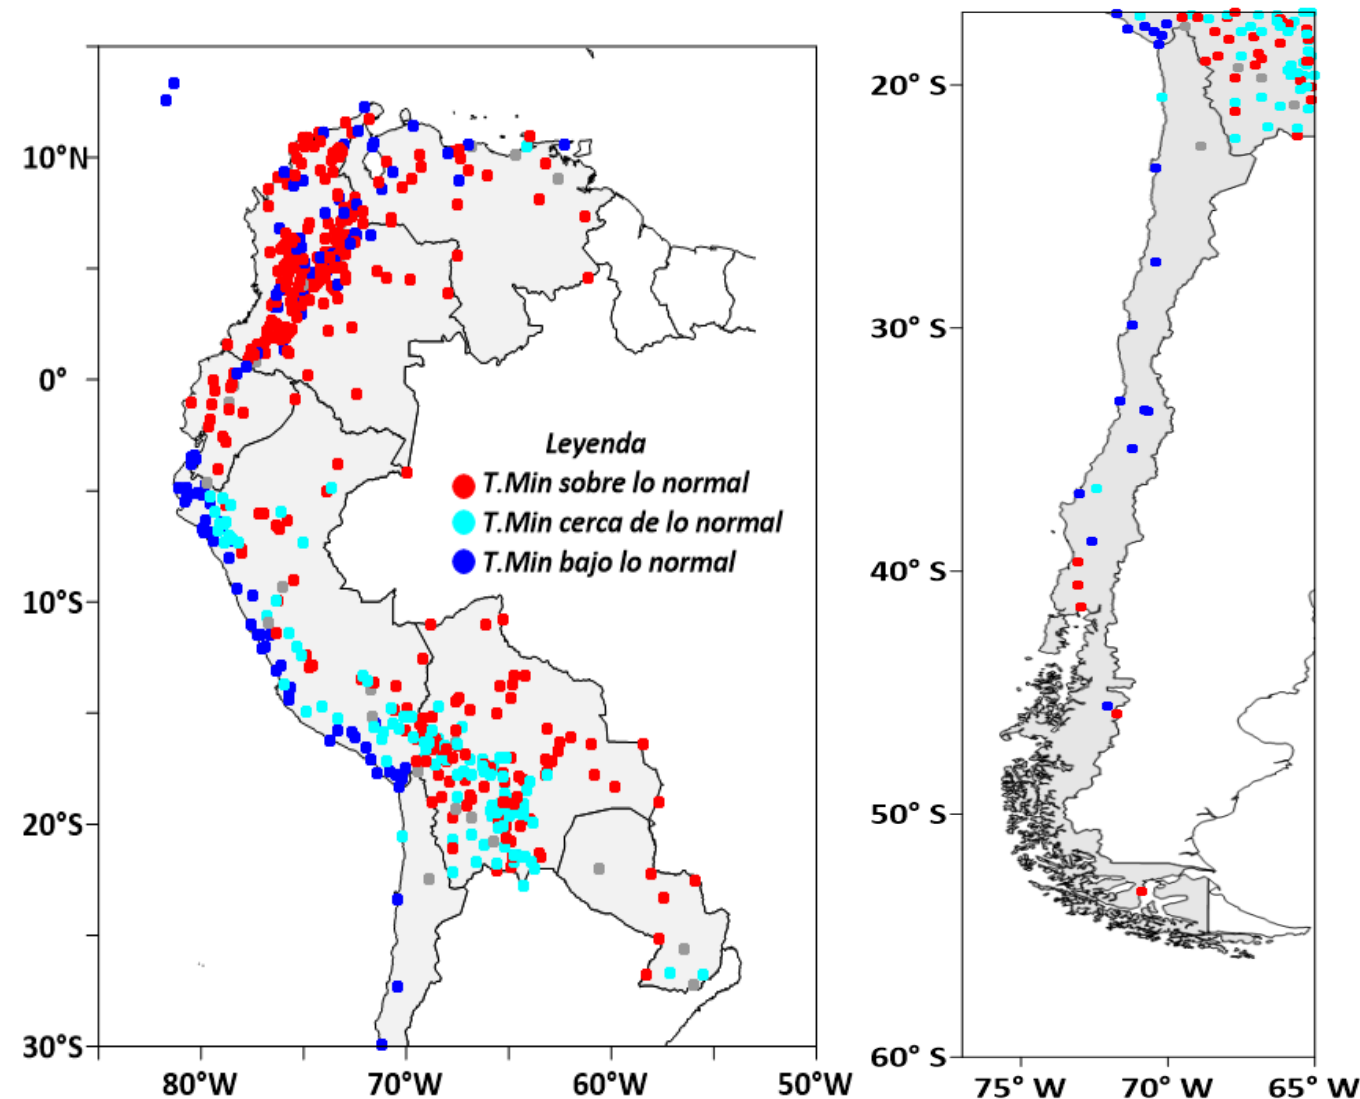 10°N
0°
10°S
20°S
30°S
80°W
70°W
60°W
50°W
Leyenda
T.Min sobre lo normal
T.Min cerca de lo normal
T.Min bajo lo normal
20° S
30° S
40° S
50° S
60° S
75° W
70° W
65° W